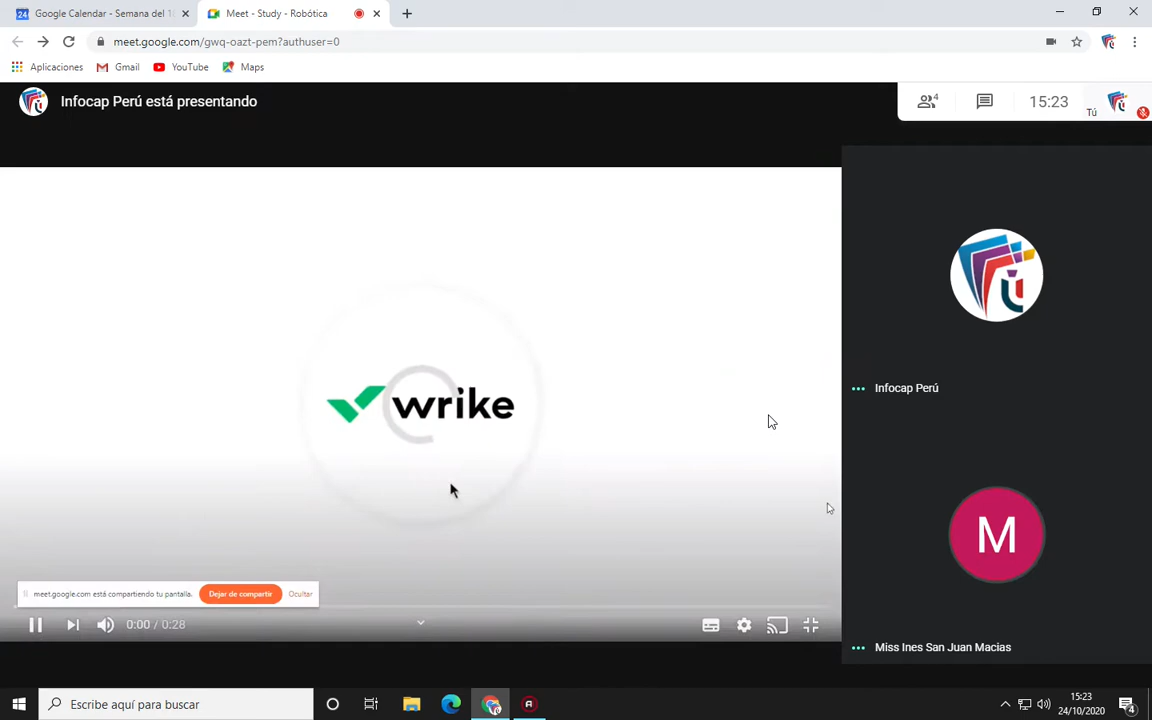 Google Calendar - Semana del 1
Meet - Study - Robótica
meet.google.com/gwq-oazt-pem?authuser=0
Aplicaciones
Gmail
YouTube
Maps
Infocap Perú está presentando
4
15:23
Tú
wrike
Infocap Perú
M
Miss Ines San Juan Macias
meet.google.com está compartiendo tu pantalla.
Dejar de compartir
Ocultar
0:00 / 0:28
Escribe aquí para buscar
15:23
24/10/2020
4